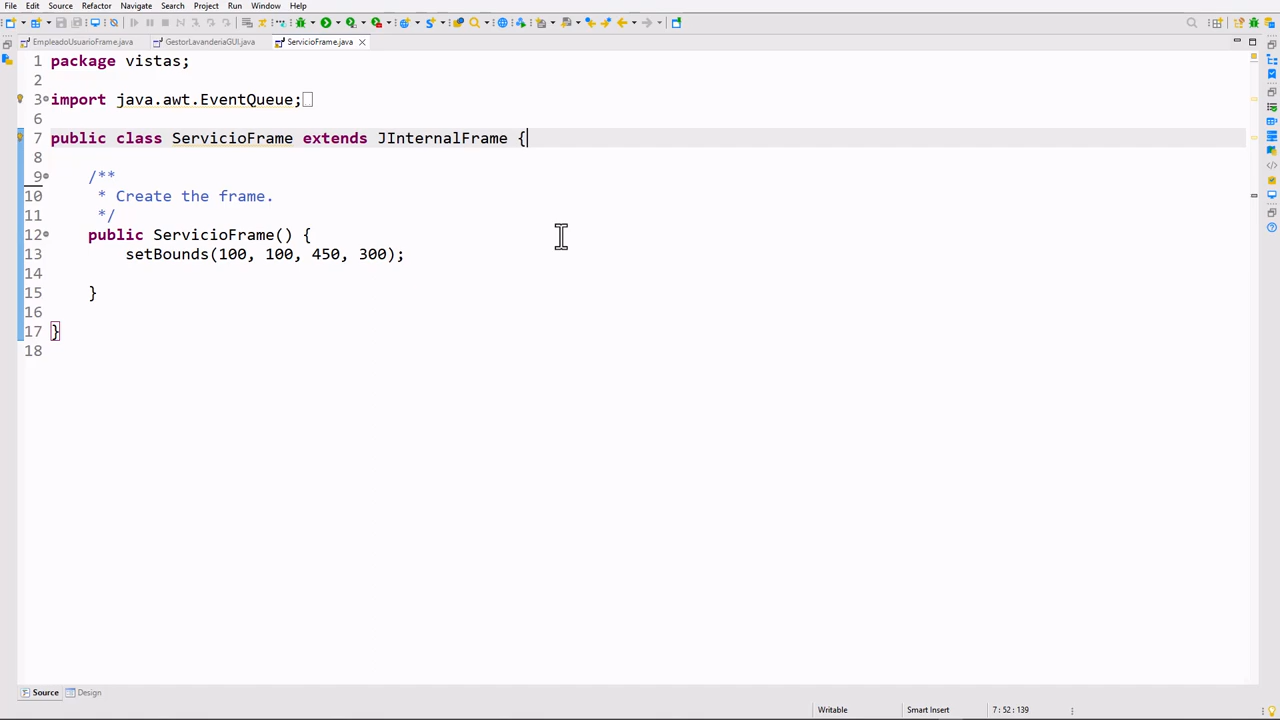 File Edit Source Refactor Navigate Search Project Run Window Help
EmpleadoUsuarioFrame.java GestorLavanderiaGUI.java ServicioFrame.java
1 package vistas;
2
3 import java.awt.EventQueue;
6
7 public class ServicioFrame extends JInternalFrame {
8
9 /**
10 * Create the frame.
11 */
12 public ServicioFrame() {
13 setBounds(100, 100, 450, 300);
14
15 }
16
17 }
18
Source Design
Writable Smart Insert 7 : 52 : 139